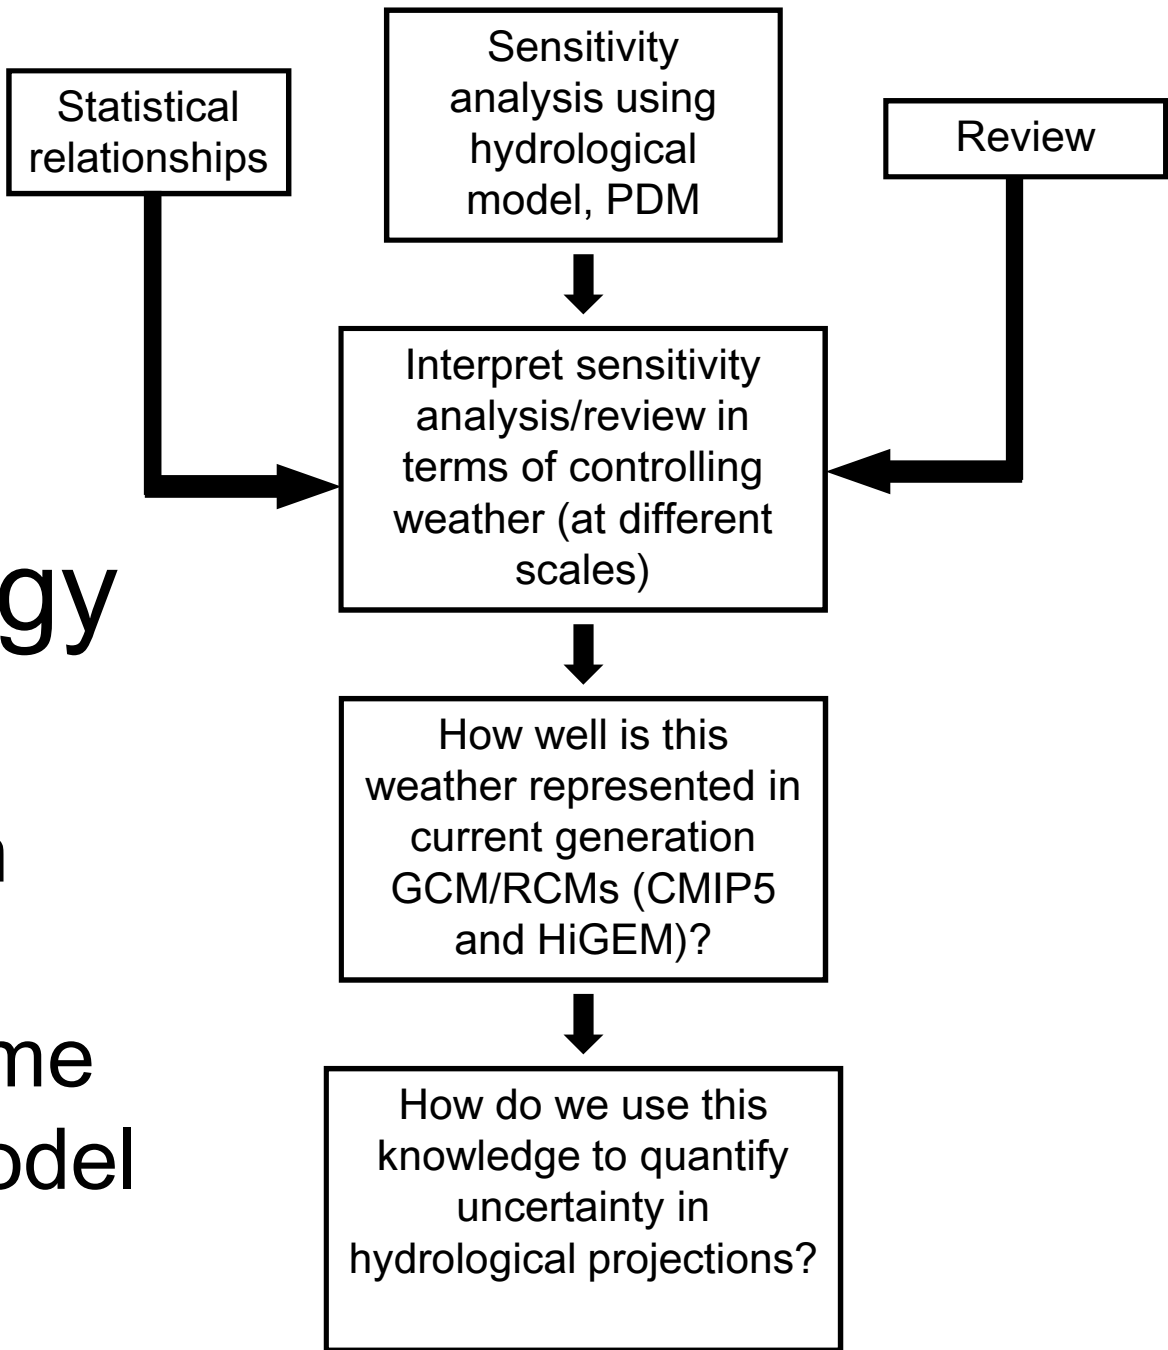 Statistical
relationships
Sensitivity
analysis using
hydrological
model, PDM
Review
Interpret sensitivity
analysis/review in
terms of controlling
weather (at different
scales)
How well is this
weather represented in
current generation
GCM/RCMs (CMIP5
and HiGEM)?
How do we use this
knowledge to quantify
uncertainty in
hydrological projections?
gy
me
odel